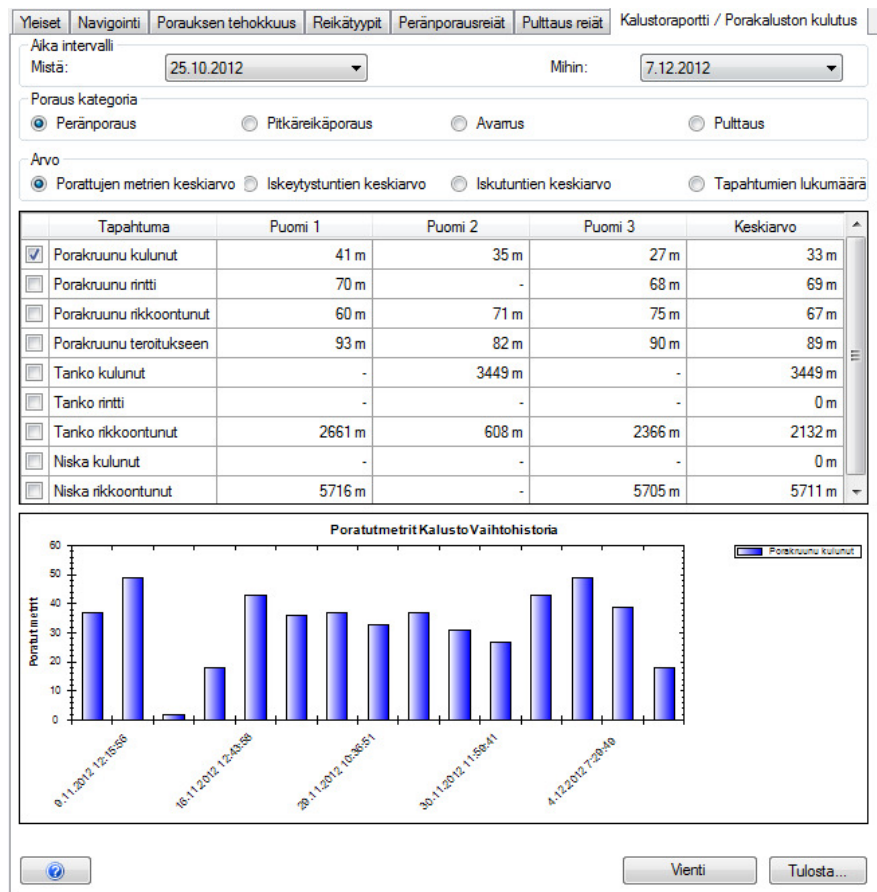 Yleiset Navigointi Porauksen tehokkuus Reikätyypit Peränporausreiät Pulttaus reiät Kalustoraportti / Porakaluston kulutus
Aika intervalli
Mistä: 25.10.2012 Mihin: 7.12.2012
Poraus kategoria
Peränporaus Pitkäreikäporaus Avarrus Pulttaus
Arvo
Porattujen metrien keskiarvo Iskeytystuntien keskiarvo Iskutuntien keskiarvo Tapahtumien lukumäärä
Tapahtuma Puomi 1 Puomi 2 Puomi 3 Keskiarvo
Porakruunu kulunut 41 m 35 m 27 m 33 m
Porakruunu rintti 70 m - 68 m 69 m
Porakruunu rikkoontunut 60 m 71 m 75 m 67 m
Porakruunu teroitukseen 93 m 82 m 90 m 89 m
Tanko kulunut - 3449 m - 3449 m
Tanko rintti - - - 0 m
Tanko rikkoontunut 2661 m 608 m 2366 m 2132 m
Niska kulunut - - - 0 m
Niska rikkoontunut 5716 m - 5705 m 5711 m
Poratutmetrit Kalusto Vaihtohistoria
Porakruunu kulunut
Poratut metrit
60
50
40
30
20
10
0
9.11.2012 12:15:56
16.11.2012 12:43:58
29.11.2012 10:36:51
30.11.2012 11:59:41
4.12.2012 7:29:49
Vienti Tulosta...